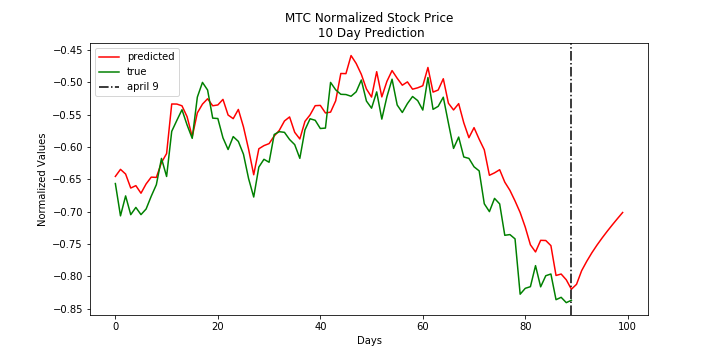 MTC Normalized Stock Price
10 Day Prediction
predicted
true
april 9
Normalized Values
−0.45
−0.50
−0.55
−0.60
−0.65
−0.70
−0.75
−0.80
−0.85
0 20 40 60 80 100
Days